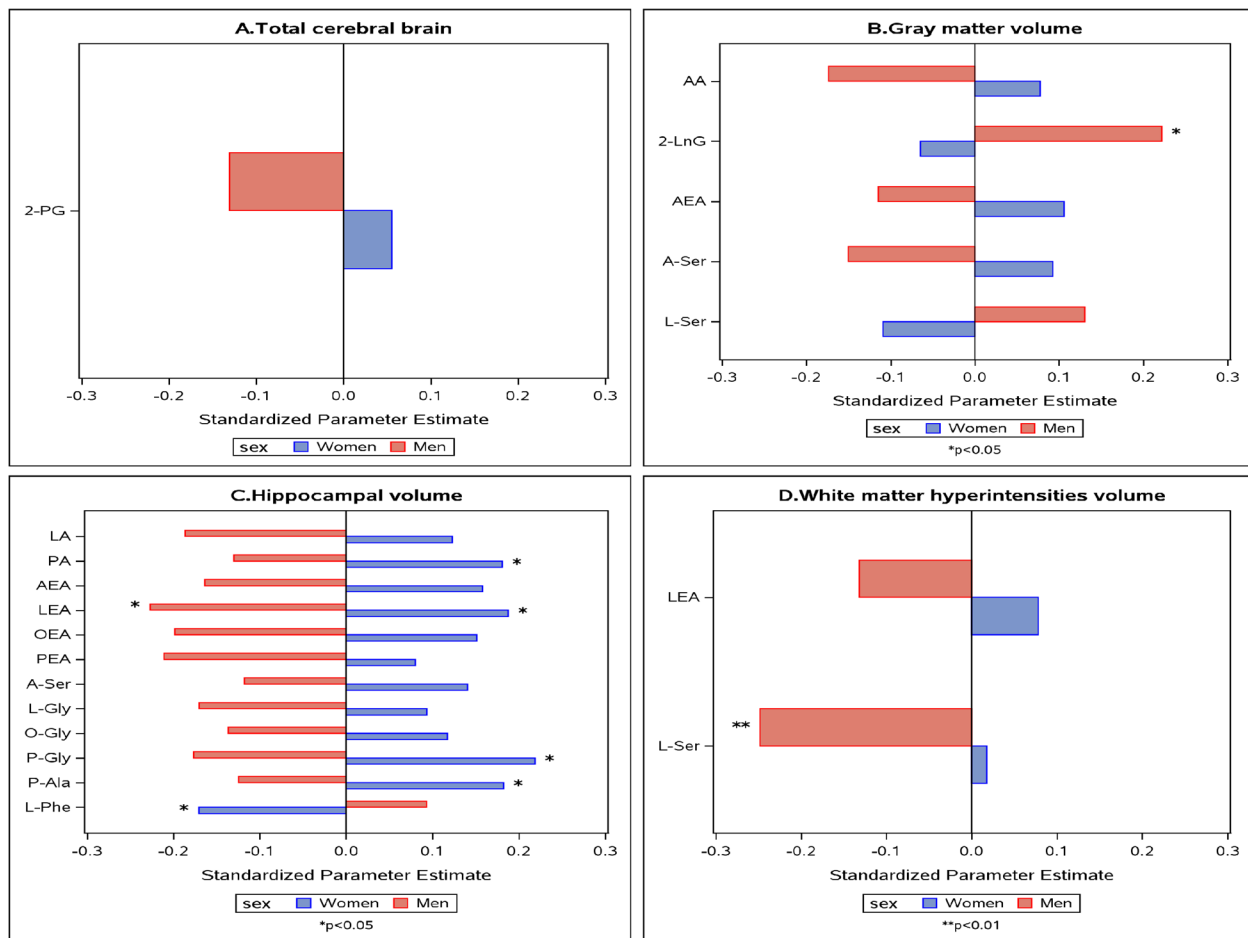 A.Total cerebral brain
2-PG
-0.3 -0.2 -0.1 0.0 0.1 0.2 0.3
Standardized Parameter Estimate
sex Women Men
B.Gray matter volume
AA
2-LnG
*
AEA
A-Ser
L-Ser
-0.3 -0.2 -0.1 0.0 0.1 0.2 0.3
Standardized Parameter Estimate
sex Women Men
*p<0.05
C.Hippocampal volume
LA
PA *
AEA
LEA * *
OEA
PEA
A-Ser
L-Gly
O-Gly
P-Gly *
P-Ala *
L-Phe *
-0.3 -0.2 -0.1 0.0 0.1 0.2 0.3
Standardized Parameter Estimate
sex Women Men
*p<0.05
D.White matter hyperintensities volume
LEA
L-Ser **
-0.3 -0.2 -0.1 0.0 0.1 0.2 0.3
Standardized Parameter Estimate
sex Women Men
**p<0.01